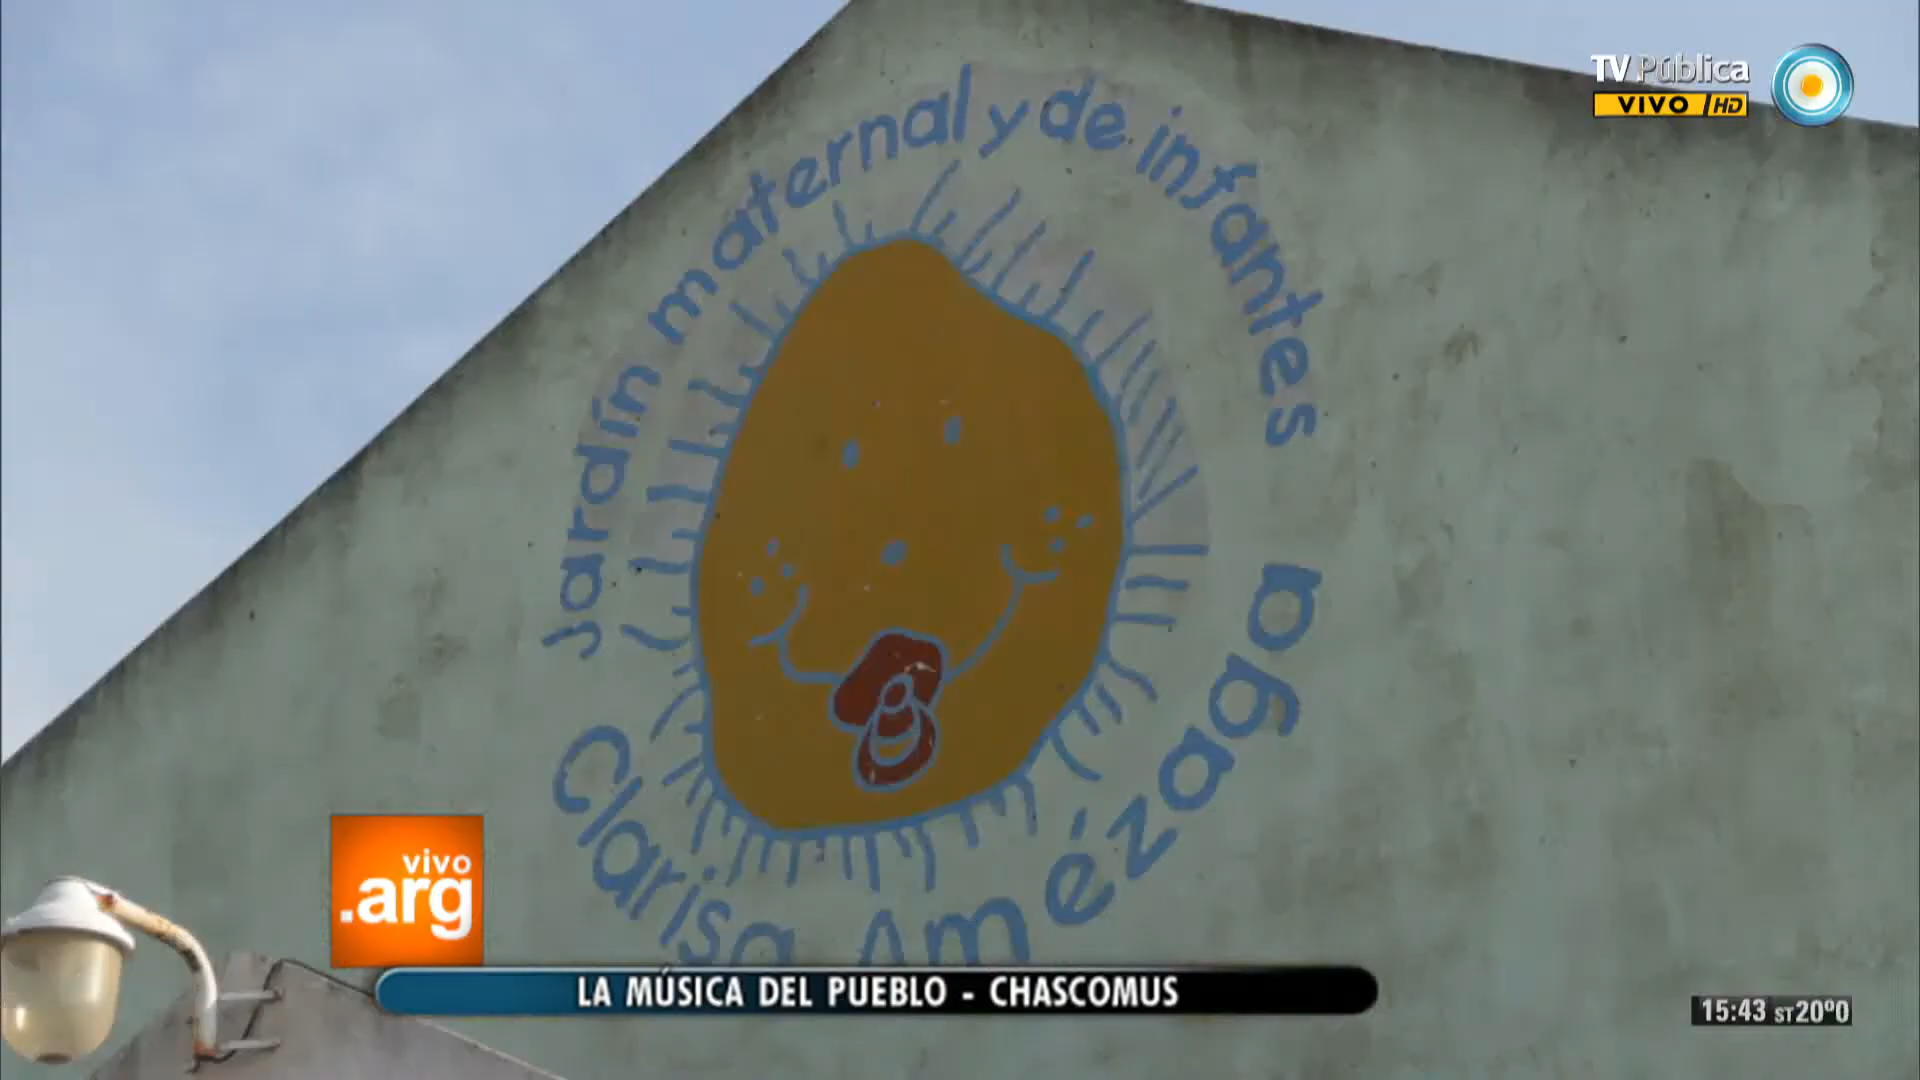 TV Pública
VIVO HD
Jardín maternal y de infantes
Clarisa Amézaga
vivo
.arg
LA MÚSICA DEL PUEBLO - CHASCOMUS
15:43 ST20º0